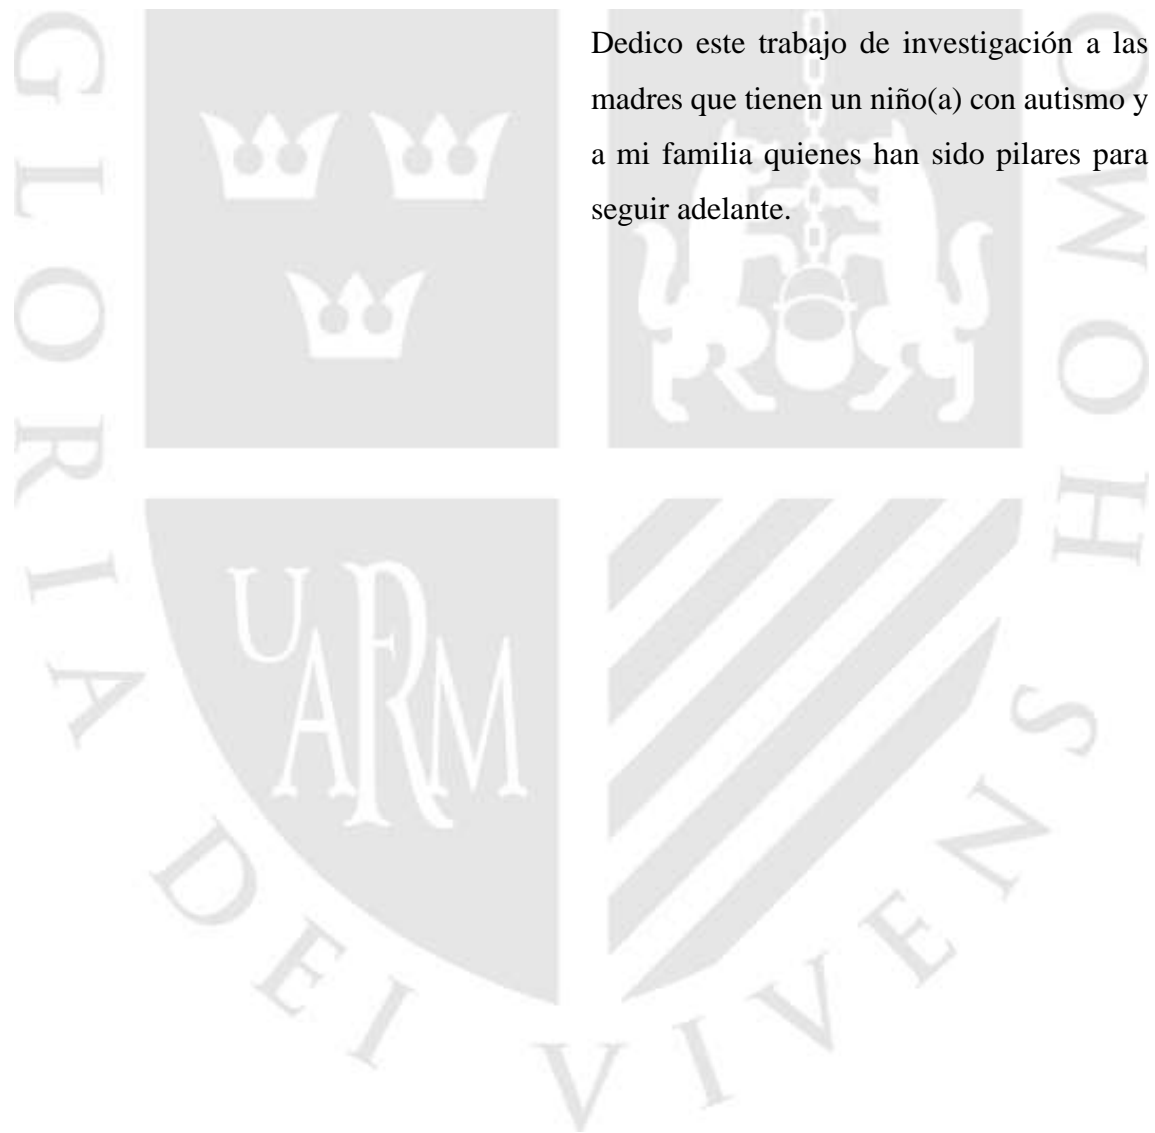 Dedico este trabajo de investigación a las
madres que tienen un niño(a) con autismo y
a mi familia quienes han sido pilares para
seguir adelante.
GLORIA DEI VIVENS HOMO
UARM